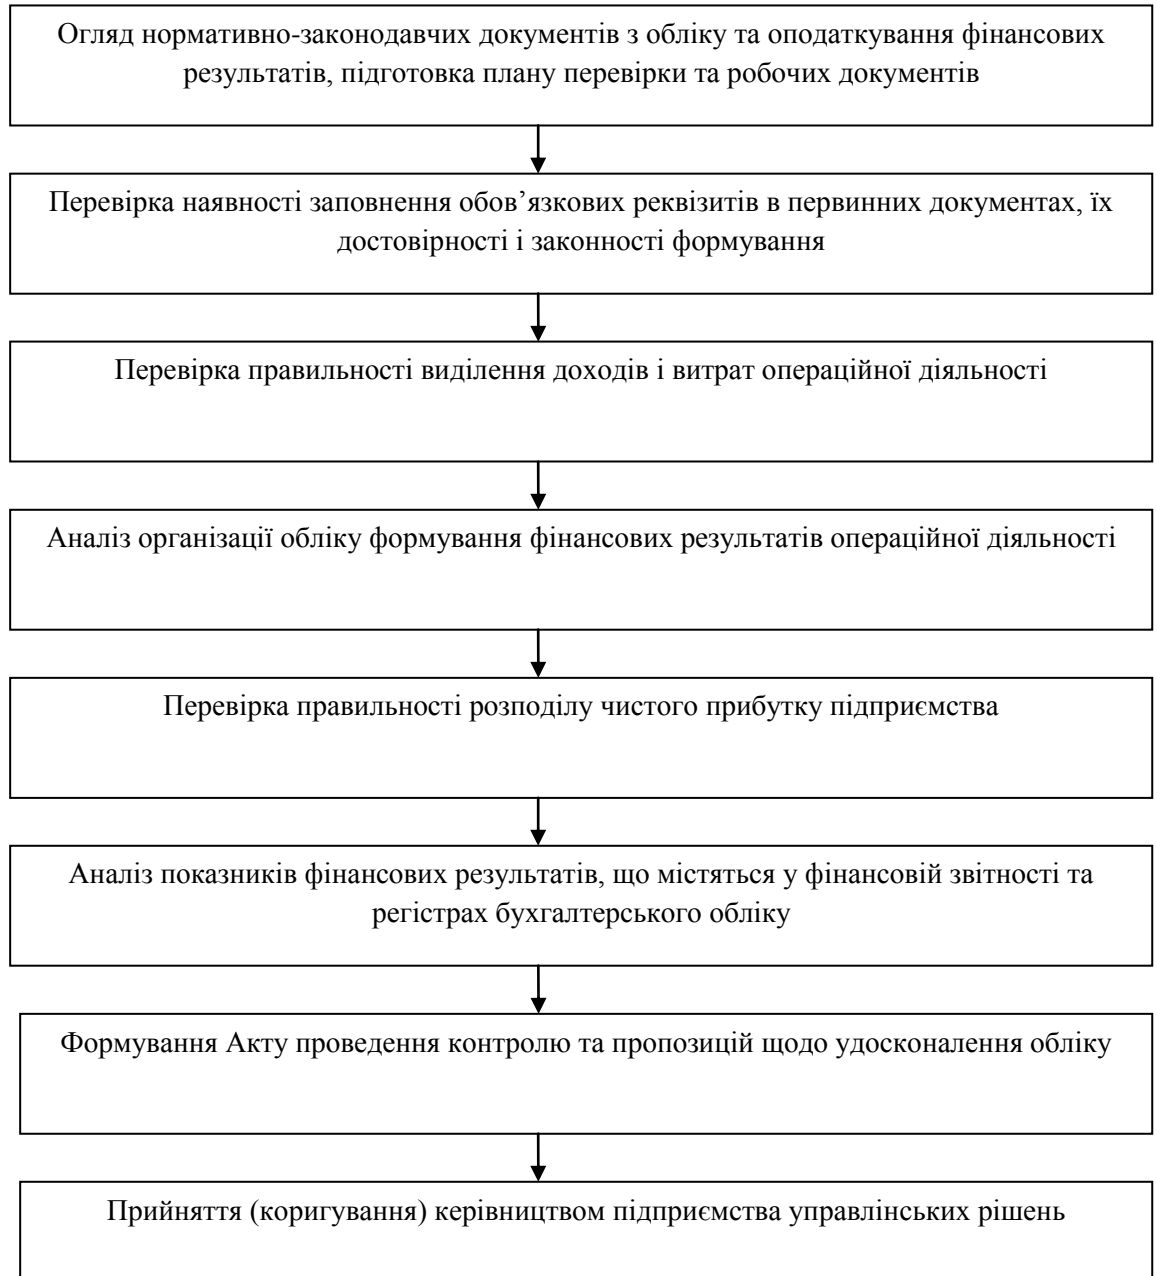 Огляд нормативно-законодавчих документів з обліку та оподаткування фінансових
результатів, підготовка плану перевірки та робочих документів
Перевірка наявності заповнення обов’язкових реквізитів в первинних документах, їх
достовірності і законності формування
Перевірка правильності виділення доходів і витрат операційної діяльності
Аналіз організації обліку формування фінансових результатів операційної діяльності
Перевірка правильності розподілу чистого прибутку підприємства
Аналіз показників фінансових результатів, що містяться у фінансовій звітності та
регістрах бухгалтерського обліку
Формування Акту проведення контролю та пропозицій щодо удосконалення обліку
Прийняття (коригування) керівництвом підприємства управлінських рішень